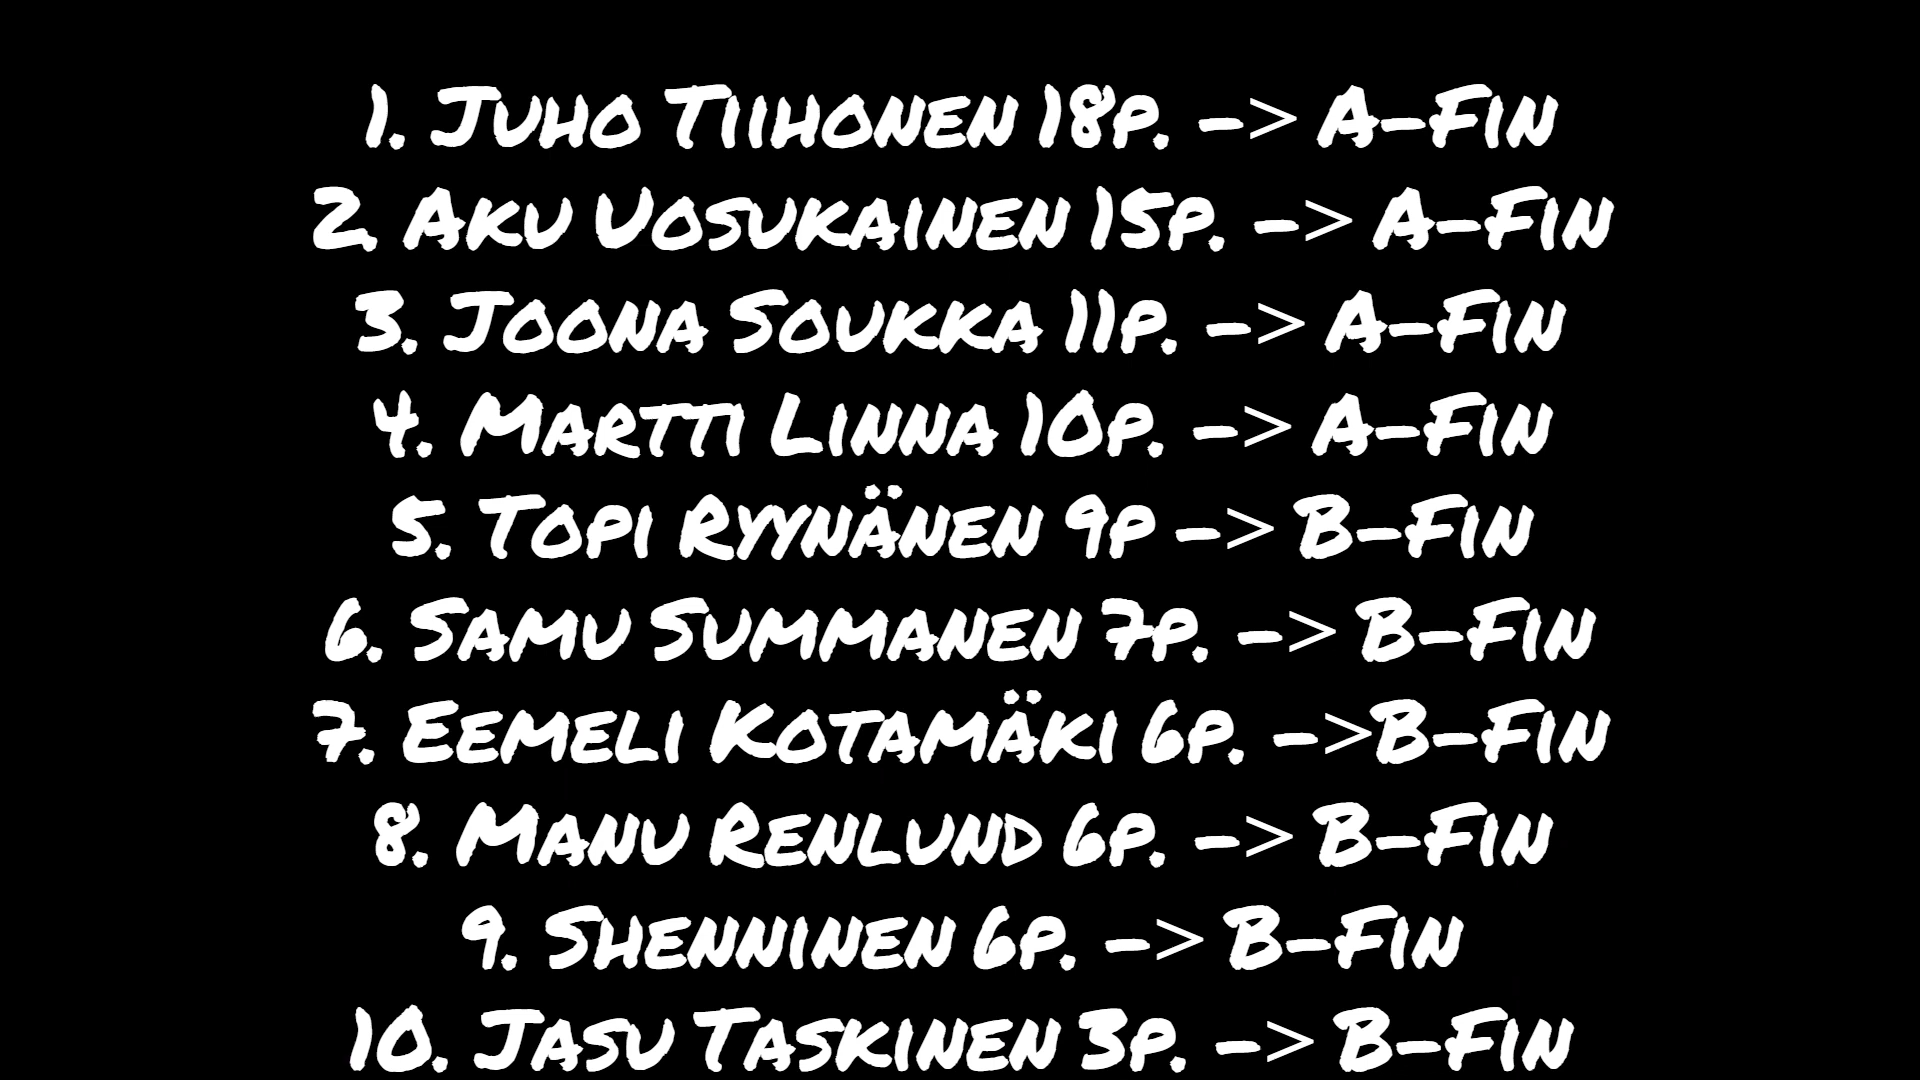 1. Juho Tiihonen 18p. -> A-Fin
2. Aku Uosukainen 15p. -> A-Fin
3. Joona Soukka 11p. -> A-Fin
4. Martti Linna 10p. -> A-Fin
5. Topi Ryynänen 9p -> B-Fin
6. Samu Summanen 7p. -> B-Fin
7. Eemeli Kotamäki 6p. ->B-Fin
8. Manu Renlund 6p. -> B-Fin
9. Shenninen 6p. -> B-Fin
10. Jasu Taskinen 3p. -> B-Fin